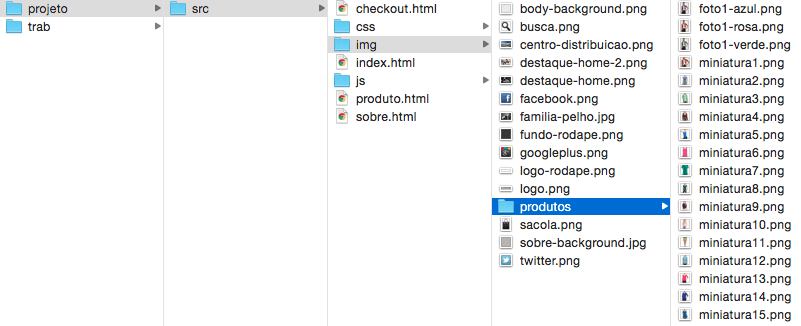 projeto
trab
src
checkout.html
css
img
index.html
js
produto.html
sobre.html
body-background.png
busca.png
centro-distribuicao.png
destaque-home-2.png
destaque-home.png
facebook.png
familia-pelho.jpg
fundo-rodape.png
googleplus.png
logo-rodape.png
logo.png
produtos
sacola.png
sobre-background.jpg
twitter.png
foto1-azul.png
foto1-rosa.png
foto1-verde.png
miniatura1.png
miniatura2.png
miniatura3.png
miniatura4.png
miniatura5.png
miniatura6.png
miniatura7.png
miniatura8.png
miniatura9.png
miniatura10.png
miniatura11.png
miniatura12.png
miniatura13.png
miniatura14.png
miniatura15.png